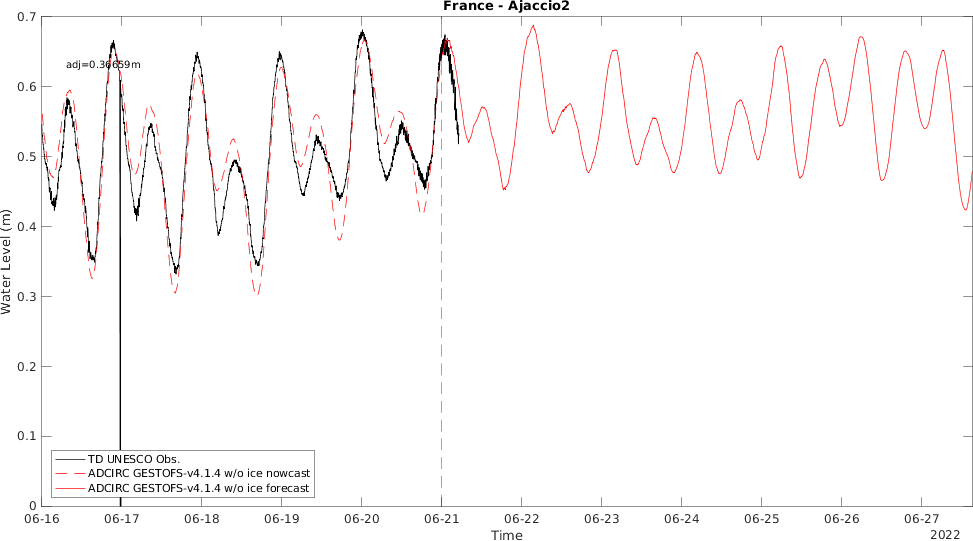 France - Ajaccio2
adj=0.36659m
Water Level (m)
0.7
0.6
0.5
0.4
0.3
0.2
0.1
0
TD UNESCO Obs.
ADCIRC GESTOFS-v4.1.4 w/o ice nowcast
ADCIRC GESTOFS-v4.1.4 w/o ice forecast
06-16 06-17 06-18 06-19 06-20 06-21 06-22 06-23 06-24 06-25 06-26 06-27
Time
2022